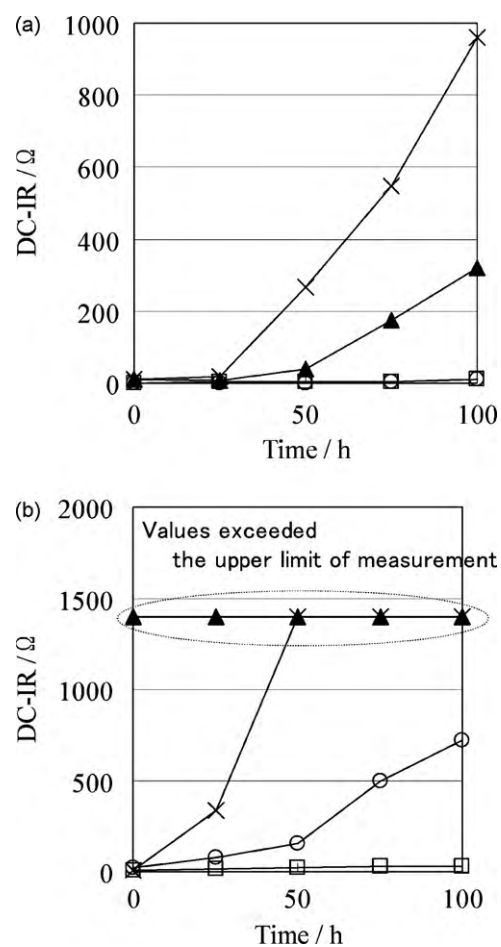 (a)
1000
800
600
400
200
0
DC-IR / Ω
0 50 100
Time / h
(b)
2000
Values exceeded
the upper limit of measurement
1500
1000
500
0
DC-IR / Ω
0 50 100
Time / h